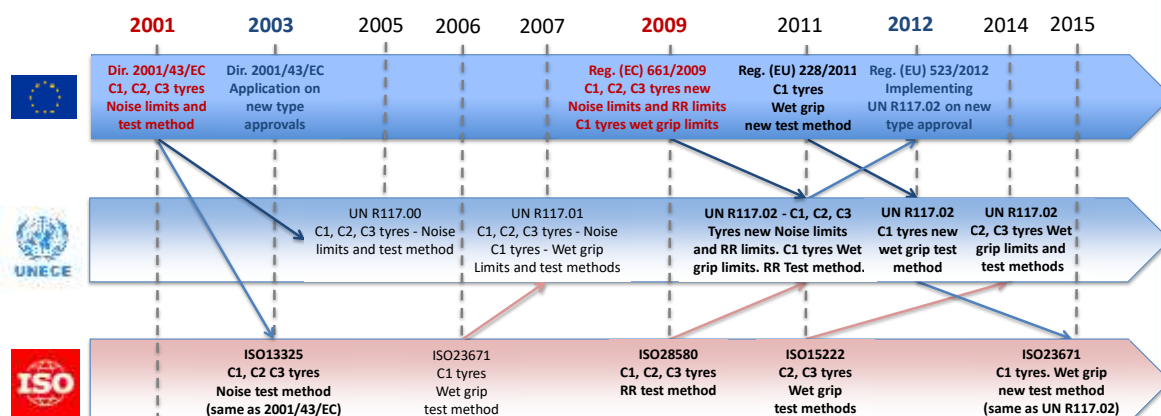 2001 2003 2005 2006 2007 2009 2011 2012 2014 2015
Dir. 2001/43/EC
C1, C2, C3 tyres
Noise limits and
test method
Dir. 2001/43/EC
Application on
new type
approvals
Reg. (EC) 661/2009
C1, C2, C3 tyres new
Noise limits and RR limits
C1 tyres wet grip limits
Reg. (EU) 228/2011
C1 tyres
Wet grip
new test method
Reg. (EU) 523/2012
Implementing
UN R117.02 on new
type approval
UNECE
UN R117.00
C1, C2, C3 tyres - Noise
limits and test method
UN R117.01
C1, C2, C3 tyres - Noise
C1 tyres - Wet grip
Limits and test methods
UN R117.02 - C1, C2, C3
Tyres new Noise limits
and RR limits. C1 tyres Wet
grip limits. RR Test method.
UN R117.02
C1 tyres new
wet grip test
method
UN R117.02
C2, C3 tyres Wet
grip limits and
test methods
ISO
ISO13325
C1, C2 C3 tyres
Noise test method
(same as 2001/43/EC)
ISO23671
C1 tyres
Wet grip
test method
ISO28580
C1, C2, C3 tyres
RR test method
ISO15222
C2, C3 tyres
Wet grip
test methods
ISO23671
C1 tyres. Wet grip
new test method
(same as UN R117.02)